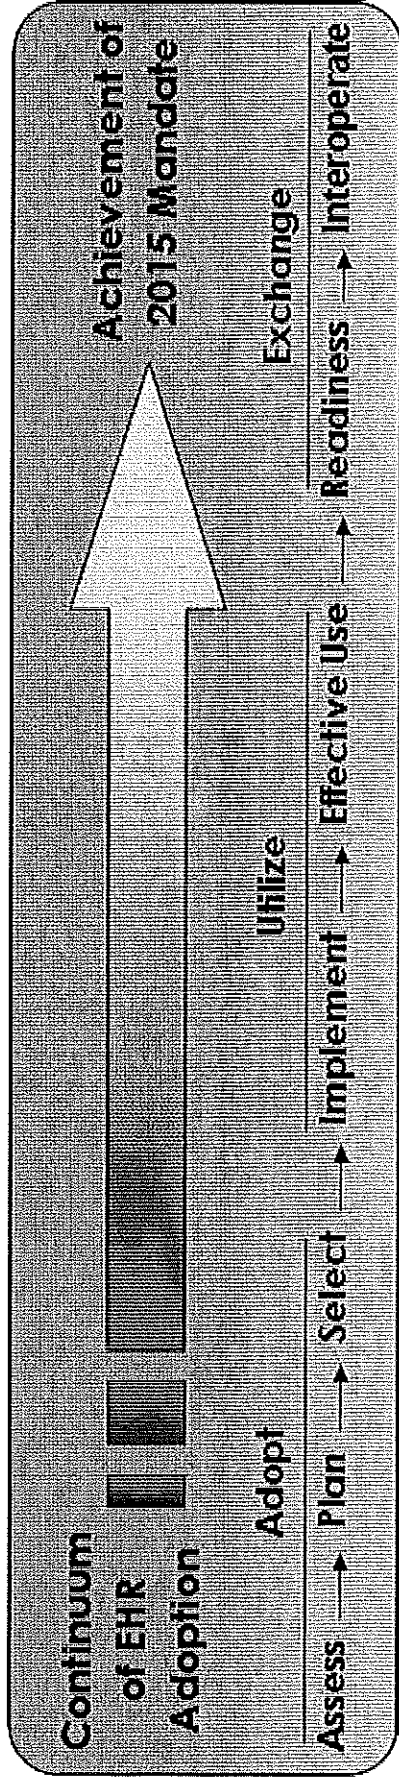 Continuum
of EHR
Adoption
Achievement of
2015 Mandate
Adopt
Utilize
Exchange
Assess → Plan → Select → Implement → Effective Use → Readiness → Interoperate